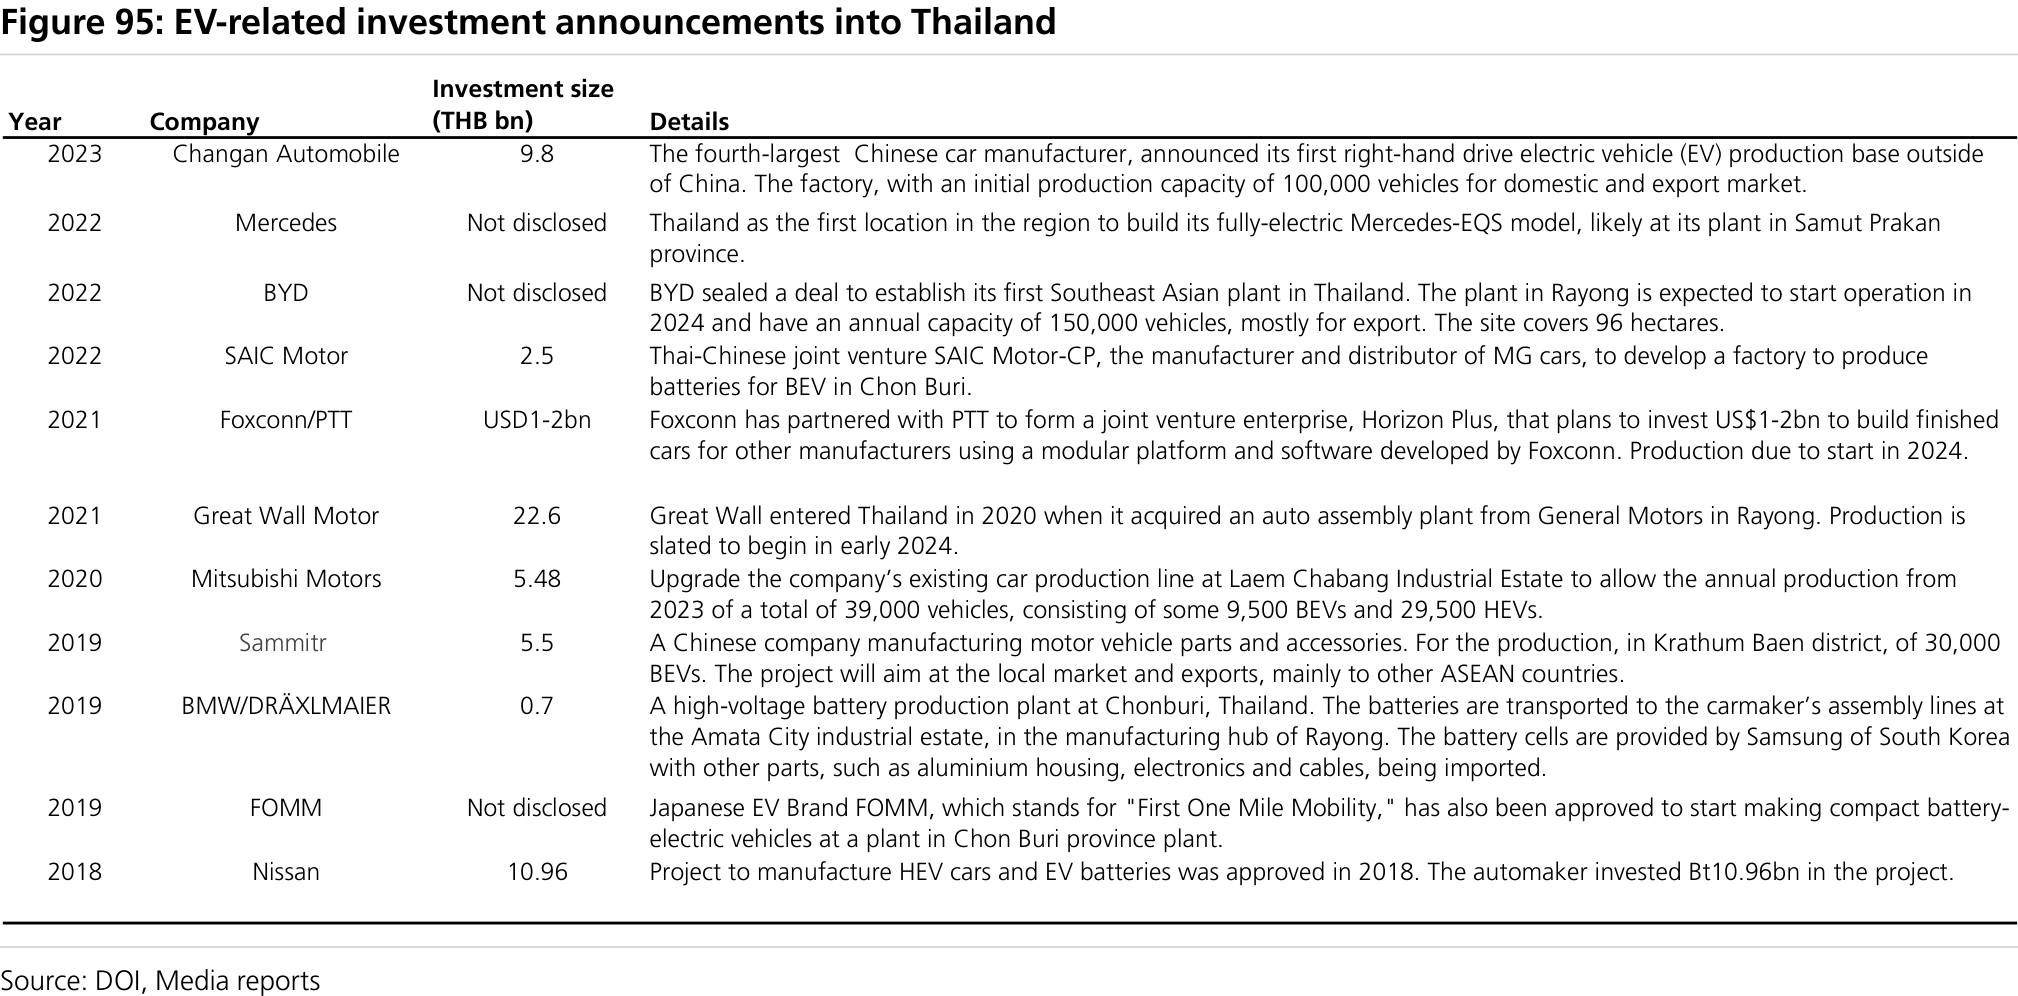 Figure 95: EV-related investment announcements into Thailand
Investment size
Year Company (THB bn) Details
2023 Changan Automobile 9.8 The fourth-largest  Chinese car manufacturer, announced its first right-hand drive electric vehicle (EV) production base outside
of China. The factory, with an initial production capacity of 100,000 vehicles for domestic and export market.
2022 Mercedes Not disclosed Thailand as the first location in the region to build its fully-electric Mercedes-EQS model, likely at its plant in Samut Prakan
province.
2022 BYD Not disclosed BYD sealed a deal to establish its first Southeast Asian plant in Thailand. The plant in Rayong is expected to start operation in
2024 and have an annual capacity of 150,000 vehicles, mostly for export. The site covers 96 hectares.
2022 SAIC Motor 2.5 Thai-Chinese joint venture SAIC Motor-CP, the manufacturer and distributor of MG cars, to develop a factory to produce
batteries for BEV in Chon Buri.
2021 Foxconn/PTT USD1-2bn Foxconn has partnered with PTT to form a joint venture enterprise, Horizon Plus, that plans to invest US$1-2bn to build finished
cars for other manufacturers using a modular platform and software developed by Foxconn. Production due to start in 2024.
2021 Great Wall Motor 22.6 Great Wall entered Thailand in 2020 when it acquired an auto assembly plant from General Motors in Rayong. Production is
slated to begin in early 2024.
2020 Mitsubishi Motors 5.48 Upgrade the company’s existing car production line at Laem Chabang Industrial Estate to allow the annual production from
2023 of a total of 39,000 vehicles, consisting of some 9,500 BEVs and 29,500 HEVs.
2019 Sammitr 5.5 A Chinese company manufacturing motor vehicle parts and accessories. For the production, in Krathum Baen district, of 30,000
BEVs. The project will aim at the local market and exports, mainly to other ASEAN countries.
2019 BMW/DRÄXLMAIER 0.7 A high-voltage battery production plant at Chonburi, Thailand. The batteries are transported to the carmaker’s assembly lines at
the Amata City industrial estate, in the manufacturing hub of Rayong. The battery cells are provided by Samsung of South Korea
with other parts, such as aluminium housing, electronics and cables, being imported.
2019 FOMM Not disclosed Japanese EV Brand FOMM, which stands for "First One Mile Mobility," has also been approved to start making compact battery-
electric vehicles at a plant in Chon Buri province plant.
2018 Nissan 10.96 Project to manufacture HEV cars and EV batteries was approved in 2018. The automaker invested Bt10.96bn in the project.
Source: DOI, Media reports